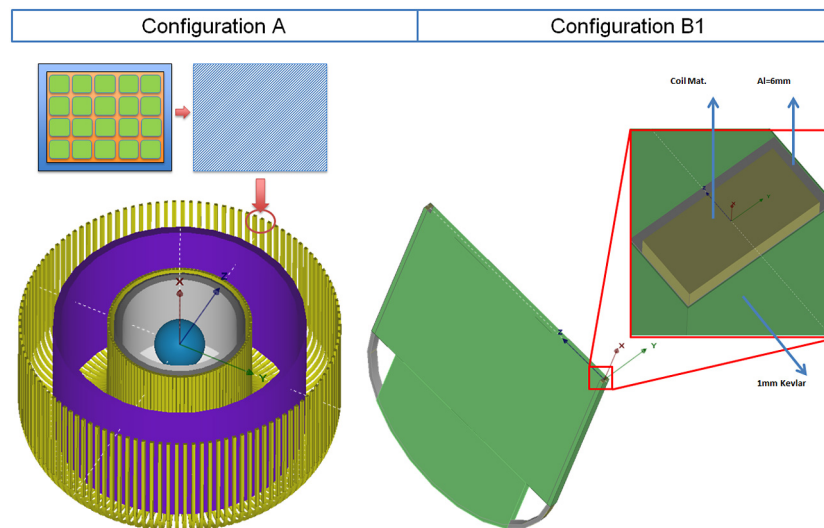 Configuration A
Configuration B1
Coil Mat.
Al=6mm
Z
X
Y
Z
X
Y
Z
X
Y
1mm Kevlar